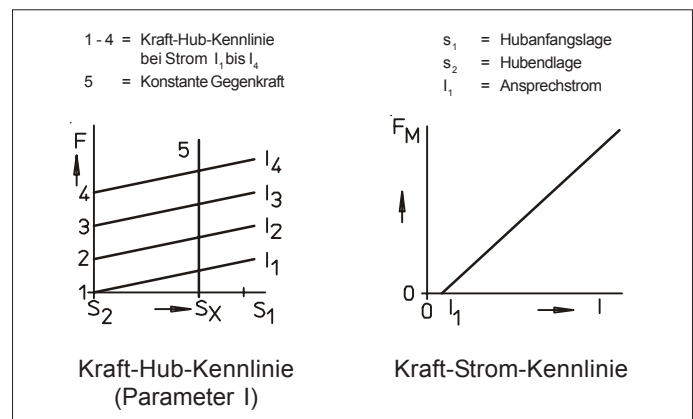 1 - 4 = Kraft-Hub-Kennlinie
bei Strom I₁ bis I₄
5 = Konstante Gegenkraft
s₁ = Hubanfangslage
s₂ = Hubendlage
I₁ = Ansprechstrom
F
5
I₄
4
I₃
3
I₂
2
I₁
1
S₂
S_X
S₁
Kraft-Hub-Kennlinie
(Parameter I)
F_M
0
0
I₁
I
Kraft-Strom-Kennlinie